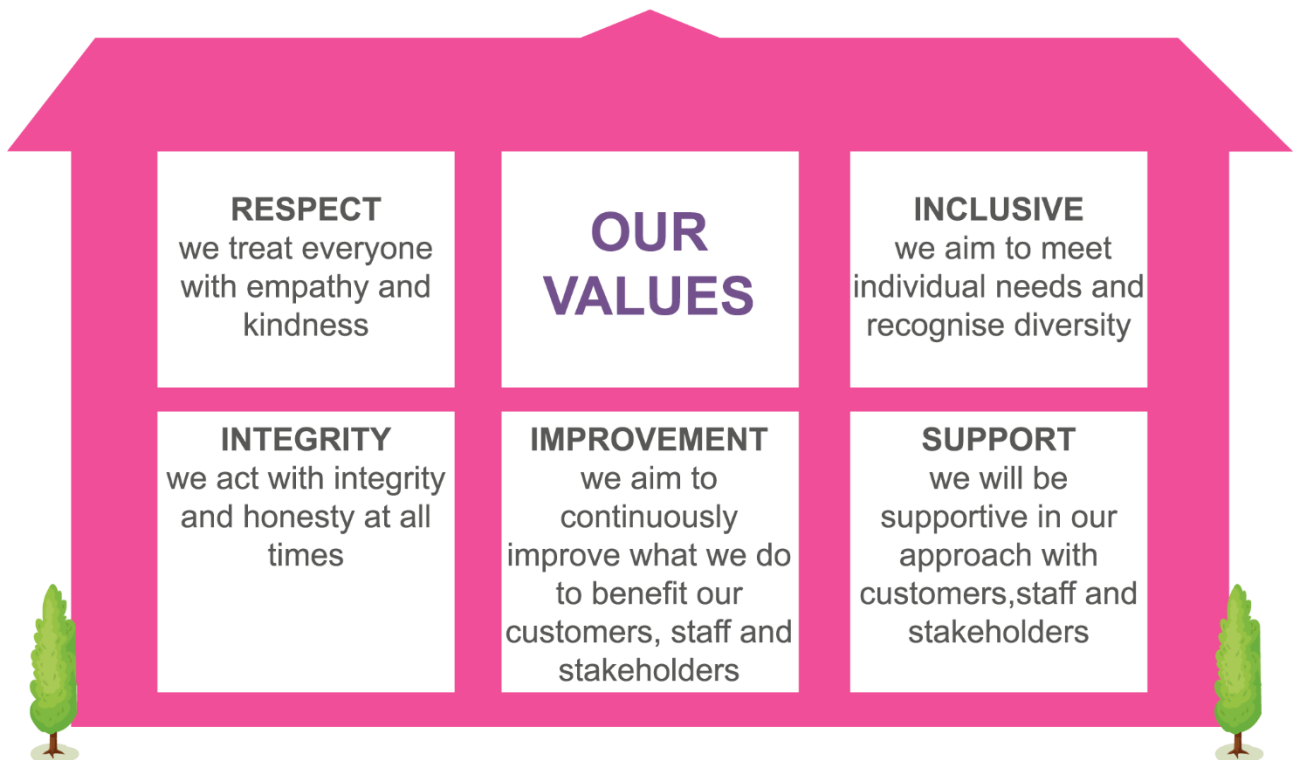 RESPECT
we treat everyone
with empathy and
kindness
OUR
VALUES
INCLUSIVE
we aim to meet
individual needs and
recognise diversity
INTEGRITY
we act with integrity
and honesty at all
times
IMPROVEMENT
we aim to
continuously
improve what we do
to benefit our
customers, staff and
stakeholders
SUPPORT
we will be
supportive in our
approach with
customers,staff and
stakeholders